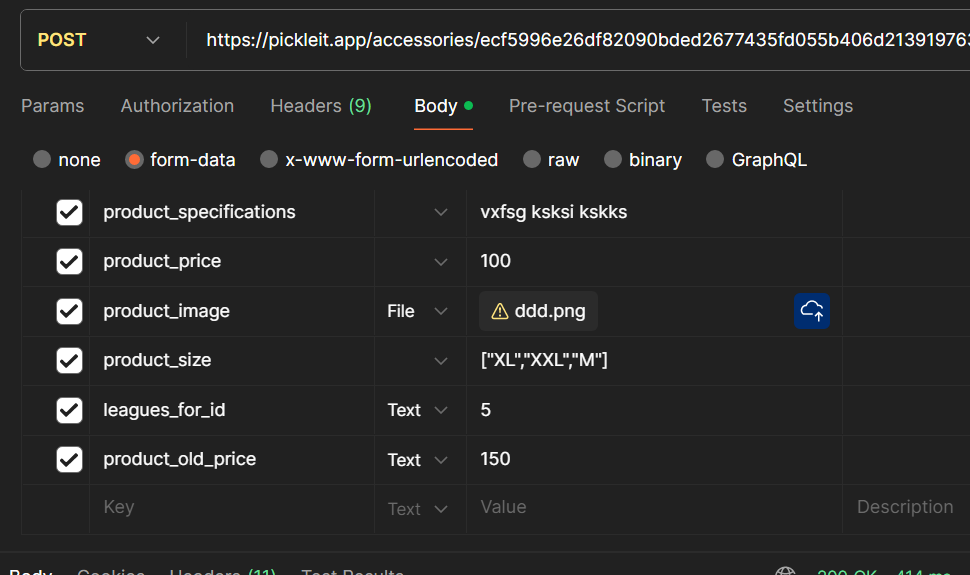 POST https://pickleit.app/accessories/ecf5996e26df82090bded2677435fd055b406d21391976
Params Authorization Headers (9) Body Pre-request Script Tests Settings
none form-data x-www-form-urlencoded raw binary GraphQL
product_specifications vxfsg ksksi kskks
product_price 100
product_image File ddd.png
product_size ["XL","XXL","M"]
leagues_for_id Text 5
product_old_price Text 150
Key Text Value Description
Body Cookies Headers (11) Test Results 200 OK 414 ms